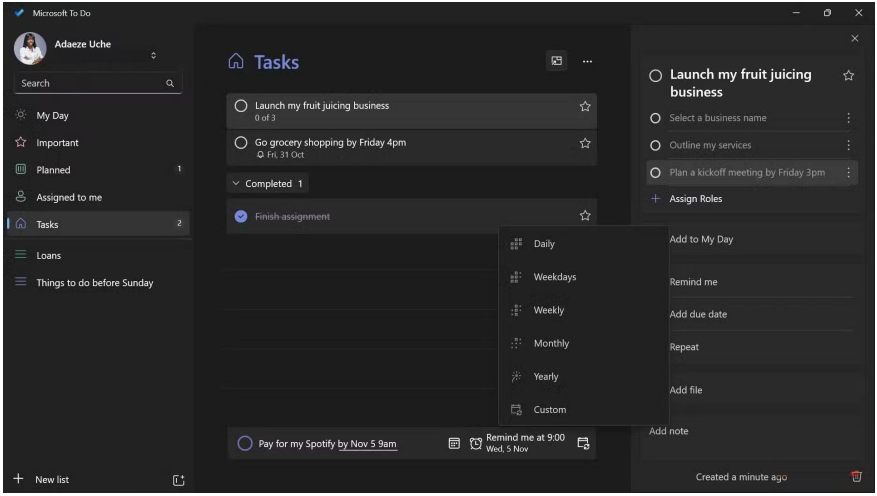 Microsoft To Do
Adaeze Uche
Search
My Day
Important
Planned 1
Assigned to me
Tasks 2
Loans
Things to do before Sunday
New list
Tasks
Launch my fruit juicing business
0 of 3
Go grocery shopping by Friday 4pm
Fri, 31 Oct
Completed 1
Finish assignment
Daily
Weekdays
Weekly
Monthly
Yearly
Custom
Pay for my Spotify by Nov 5 9am
Remind me at 9:00
Wed, 5 Nov
Launch my fruit juicing
business
Select a business name
Outline my services
Plan a kickoff meeting by Friday 3pm
Assign Roles
Add to My Day
Remind me
Add due date
Repeat
Add file
Add note
Created a minute ago